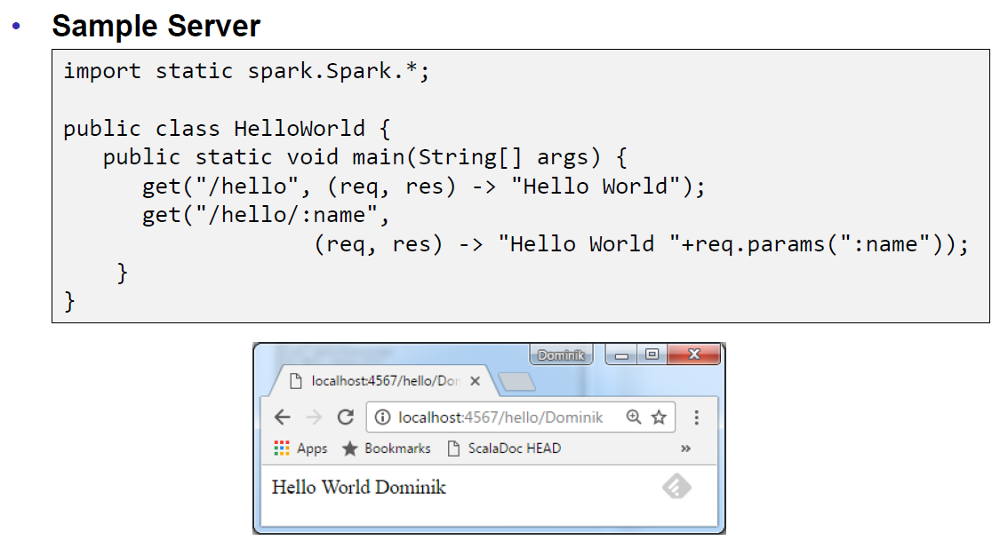 • Sample Server
import static spark.Spark.*;
public class HelloWorld {
public static void main(String[] args) {
get("/hello", (req, res) -> "Hello World");
get("/hello/:name",
(req, res) -> "Hello World "+req.params(":name"));
}
}
Dominik
localhost:4567/hello/Dor
localhost:4567/hello/Dominik
Apps Bookmarks ScalaDoc HEAD »
Hello World Dominik